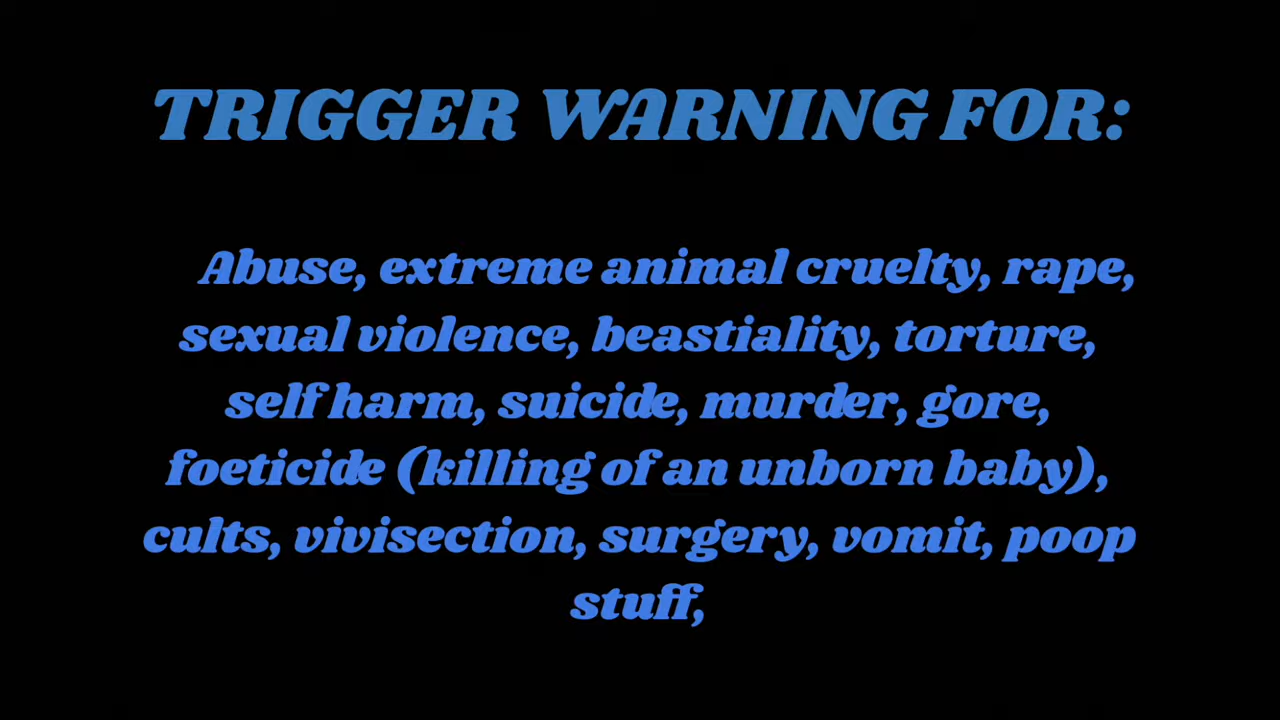 TRIGGER WARNING FOR:
Abuse, extreme animal cruelty, rape,
sexual violence, beastiality, torture,
self harm, suicide, murder, gore,
foeticide (killing of an unborn baby),
cults, vivisection, surgery, vomit, poop
stuff,